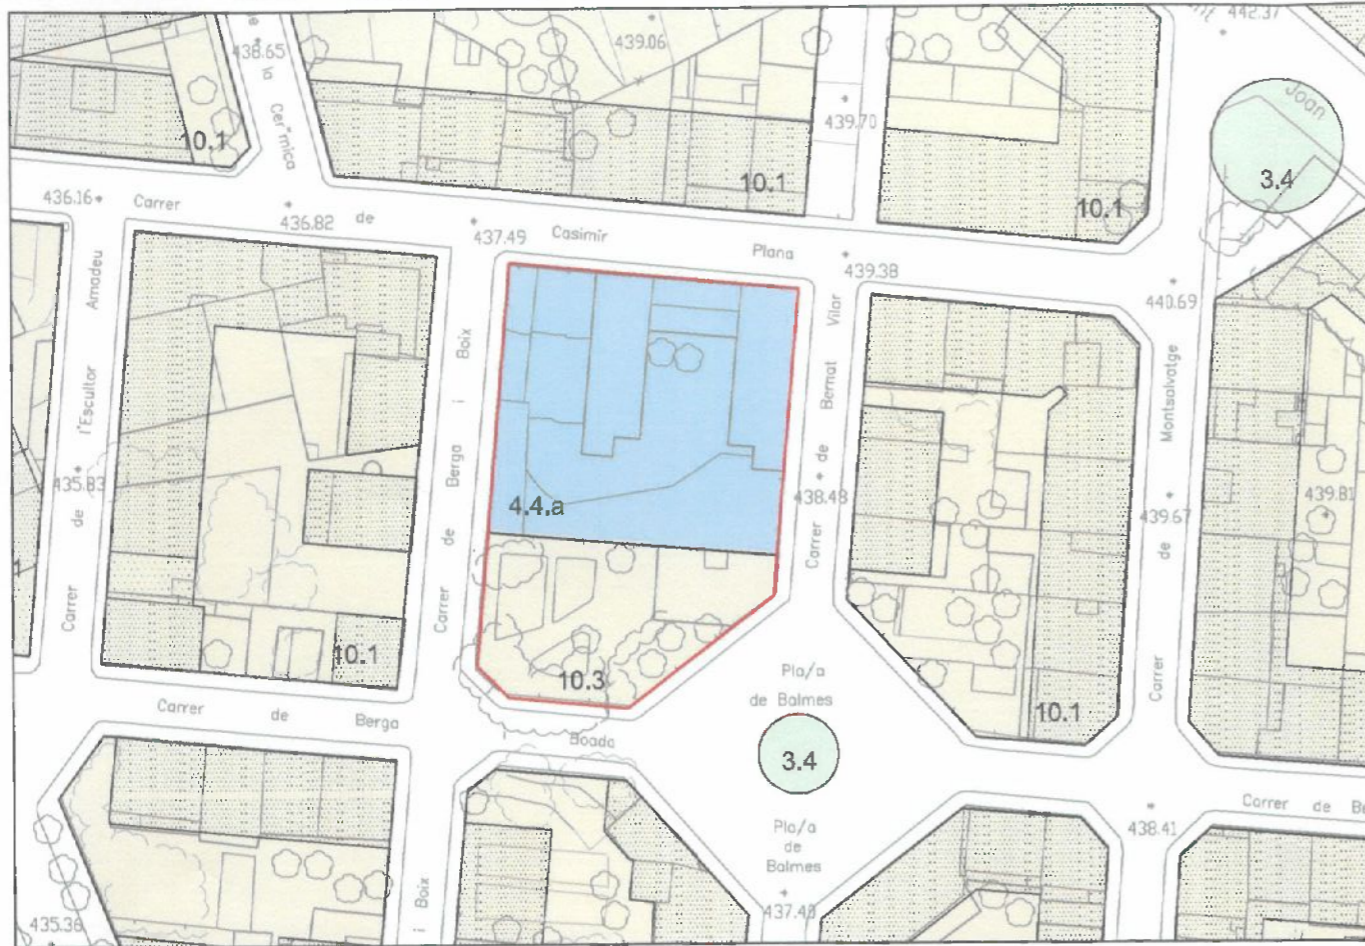 442.37
438.65
439.06
439.70
de
la
Cer"mica
Joan
10.1
10.1
10.1
3.4
436.16
Carrer
de
436.82
437.49
Casimir
Plana
439.38
440.69
Carrer
de
l'Escultor
Amadeu
435.83
Carrer
de
Berga
i
Boix
4.4.a
Carrer
de
Bernat
Vilar
438.48
Carrer
de
Montsalvatge
439.67
439.81
10.1
10.3
10.1
Pla/a
de Balmes
3.4
Carrer
de
Berga
Boada
Pla/a
de
Balmes
437.43
438.41
Carrer de
435.36
i
Boix